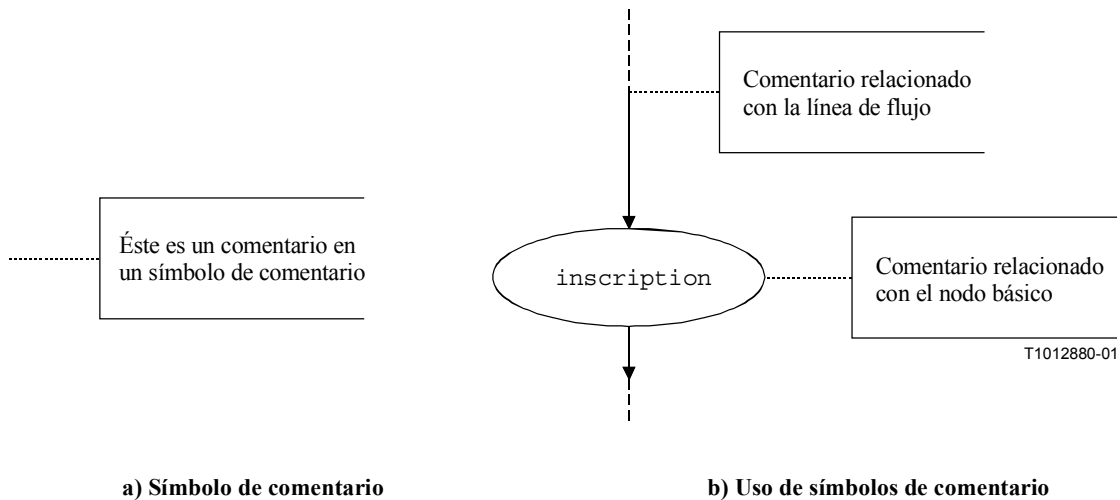 Comentario relacionado
con la línea de flujo
Éste es un comentario en
un símbolo de comentario
inscription
Comentario relacionado
con el nodo básico
T1012880-01
a) Símbolo de comentario
b) Uso de símbolos de comentario